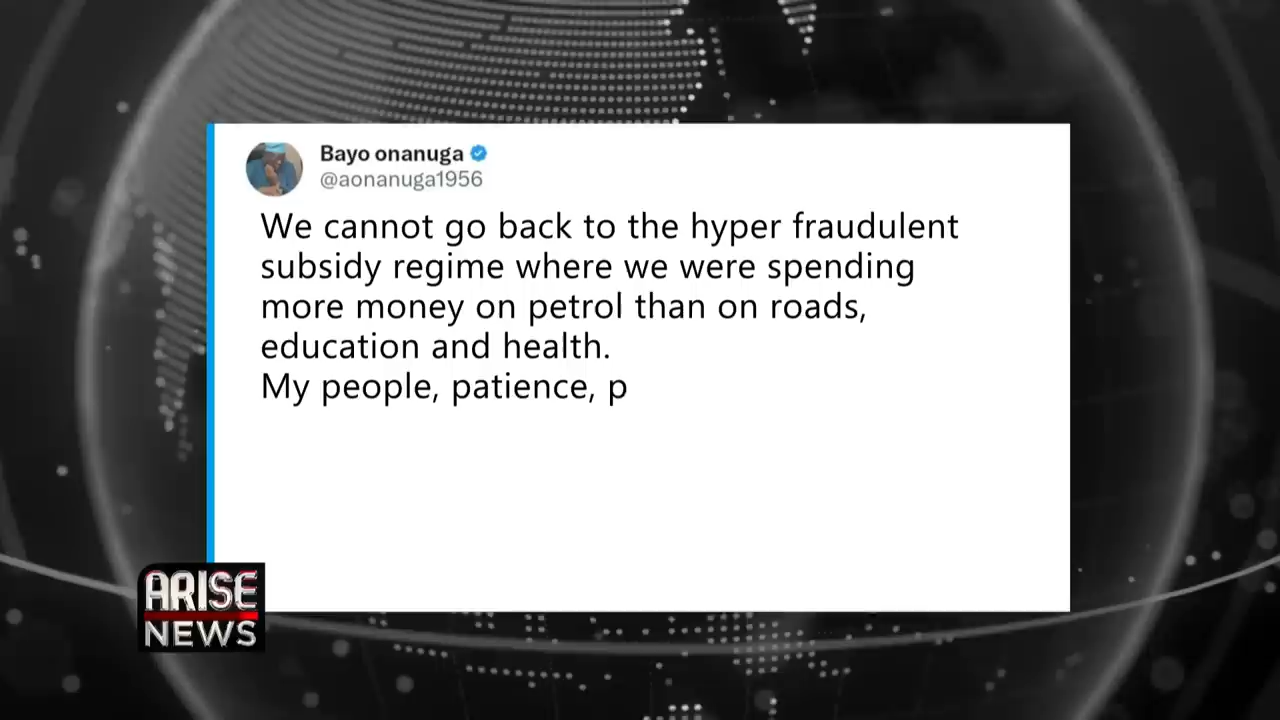 Bayo onanuga
@aonanuga1956
We cannot go back to the hyper fraudulent
subsidy regime where we were spending
more money on petrol than on roads,
education and health.
My people, patience, p
ARISE
NEWS